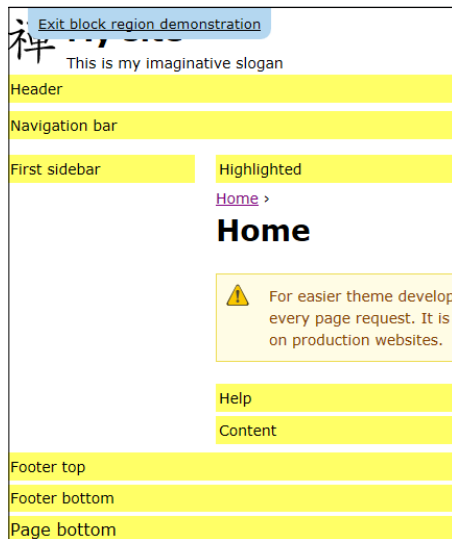 Exit block region demonstration
禪
This is my imaginative slogan
Header
Navigation bar
First sidebar
Highlighted
Home ›
Home
For easier theme develop
every page request. It is
on production websites.
Help
Content
Footer top
Footer bottom
Page bottom